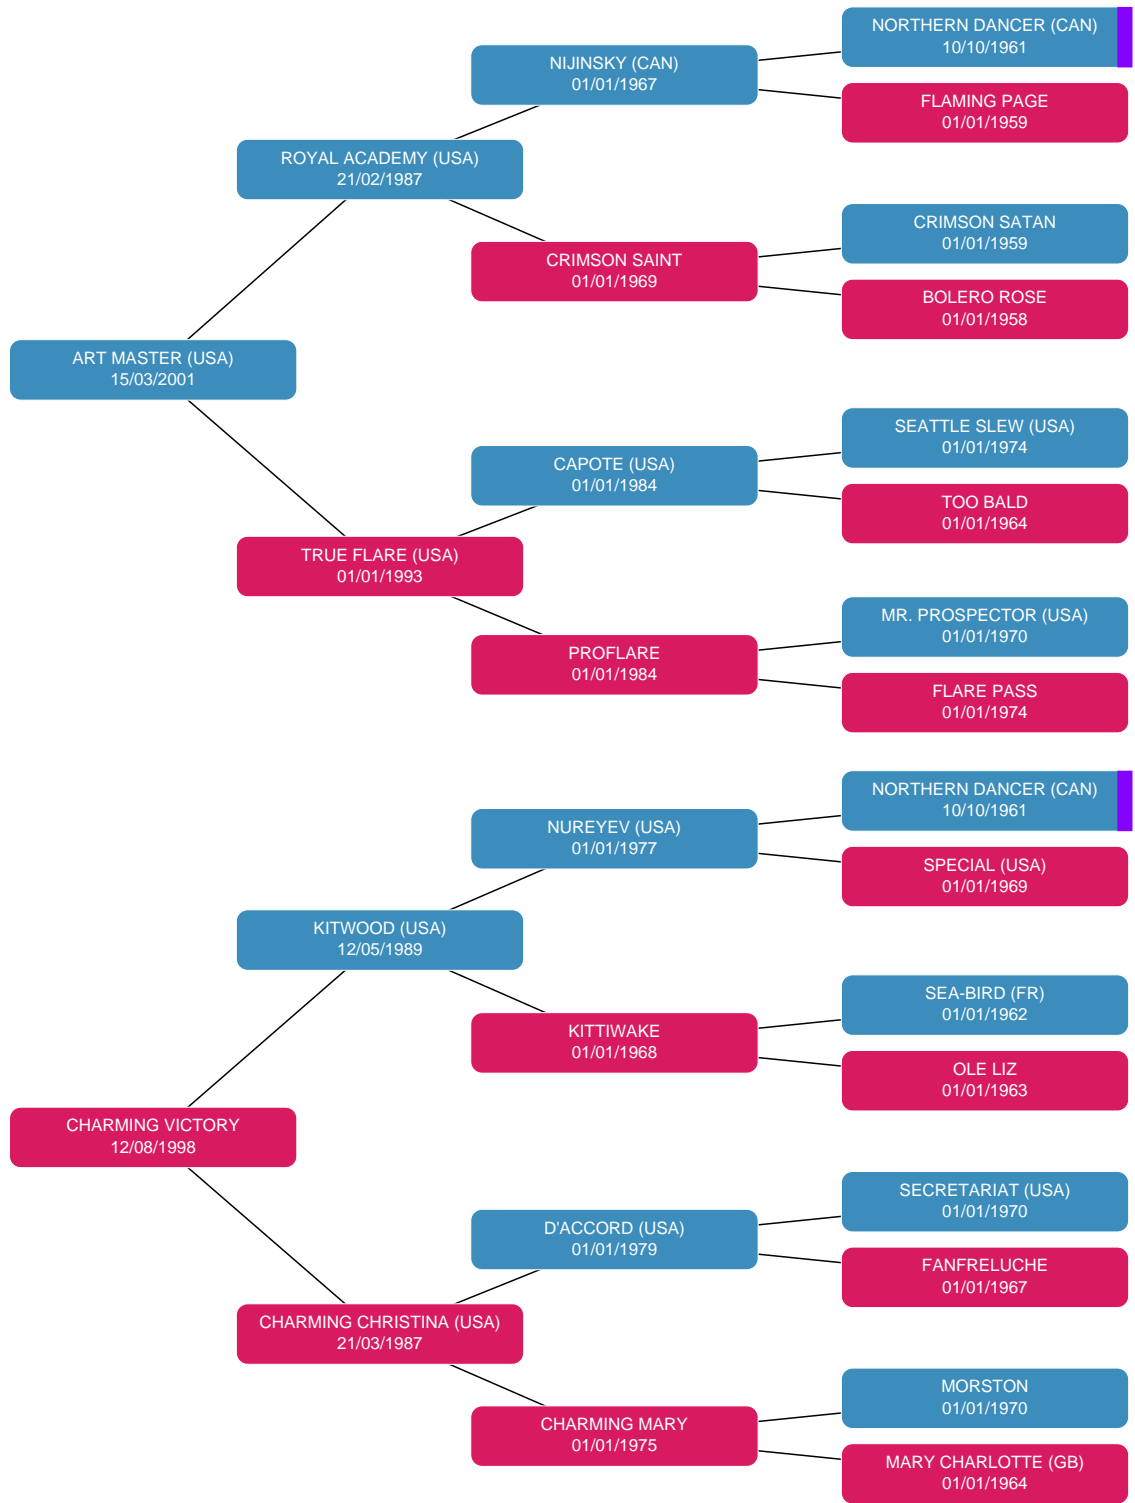 NORTHERN DANCER (CAN)
10/10/1961
NIJINSKY (CAN)
01/01/1967
FLAMING PAGE
01/01/1959
ROYAL ACADEMY (USA)
21/02/1987
CRIMSON SATAN
01/01/1959
CRIMSON SAINT
01/01/1969
BOLERO ROSE
01/01/1958
ART MASTER (USA)
15/03/2001
SEATTLE SLEW (USA)
01/01/1974
CAPOTE (USA)
01/01/1984
TOO BALD
01/01/1964
TRUE FLARE (USA)
01/01/1993
MR. PROSPECTOR (USA)
01/01/1970
PROFLARE
01/01/1984
FLARE PASS
01/01/1974
NORTHERN DANCER (CAN)
10/10/1961
NUREYEV (USA)
01/01/1977
SPECIAL (USA)
01/01/1969
KITWOOD (USA)
12/05/1989
SEA-BIRD (FR)
01/01/1962
KITTIWAKE
01/01/1968
OLE LIZ
01/01/1963
CHARMING VICTORY
12/08/1998
SECRETARIAT (USA)
01/01/1970
D'ACCORD (USA)
01/01/1979
FANFRELUCHE
01/01/1967
CHARMING CHRISTINA (USA)
21/03/1987
MORSTON
01/01/1970
CHARMING MARY
01/01/1975
MARY CHARLOTTE (GB)
01/01/1964